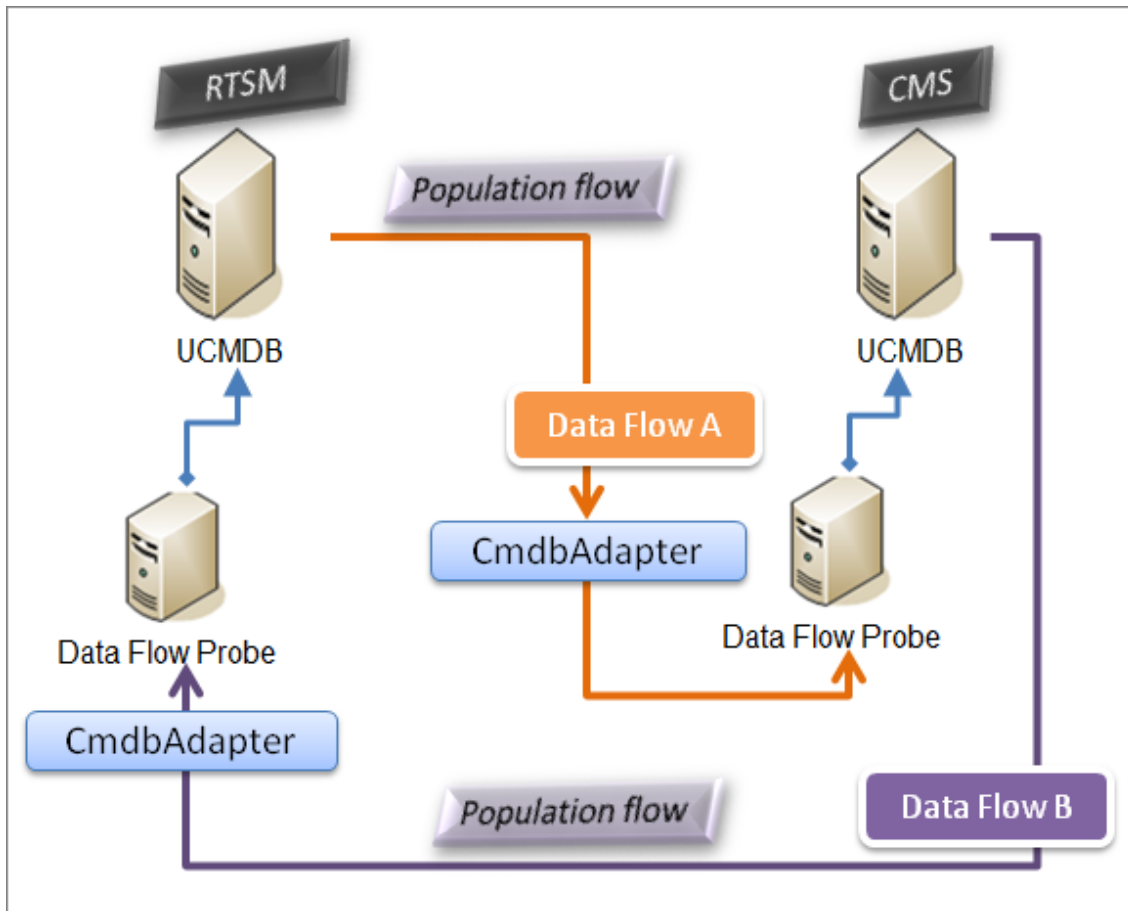 RTSM
CMS
Population flow
UCMDB
UCMDB
Data Flow A
CmdbAdapter
Data Flow Probe
Data Flow Probe
CmdbAdapter
Population flow
Data Flow B